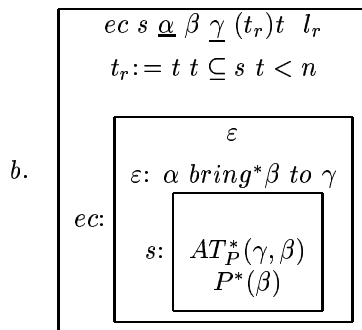 ec s α β γ (t_r)t l_r
t_r := t t ⊆ s t < n
b.
ε
ε: α bring*β to γ
ec:
s:
AT*_P(γ, β)
P*(β)